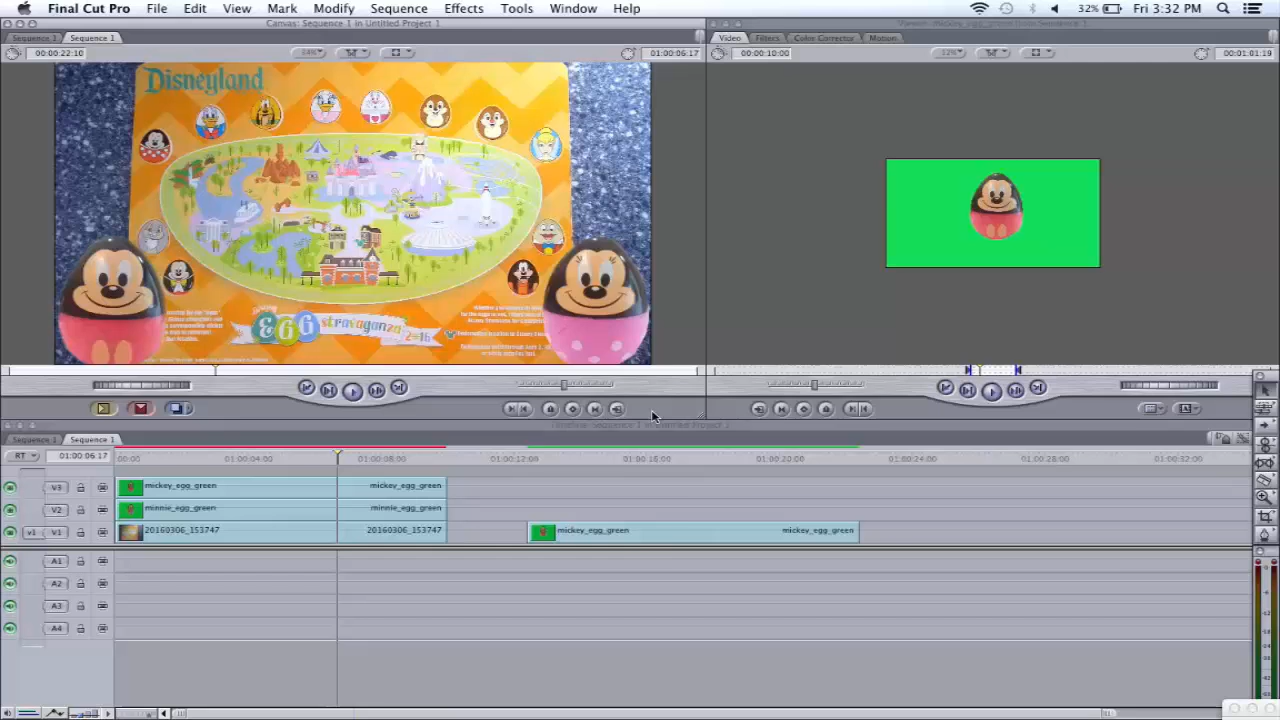 Final Cut Pro File Edit View Mark Modify Sequence Effects Tools Window Help 32% Fri 3:32 PM
Canvas: Sequence 1 in Untitled Project 1
Sequence 1 Sequence 1 Video Filters Color Corrector Motion
00:00:22:10 01:00:06:17 00:00:10:00 00:01:01:19
Disneyland
EGG
stravaganza
Sequence 1 Sequence 1
RT 01:00:06:17 00:00 01:00:04:00 01:00:08:00 01:00:12:00 01:00:16:00 01:00:20:00 01:00:24:00 01:00:28:00 01:00:32:00
V3 mickey_egg_green mickey_egg_green
V2 minnie_egg_green minnie_egg_green
v1 V1 20160306_153747 20160306_153747 mickey_egg_green mickey_egg_green
A1
A2
A3
A4